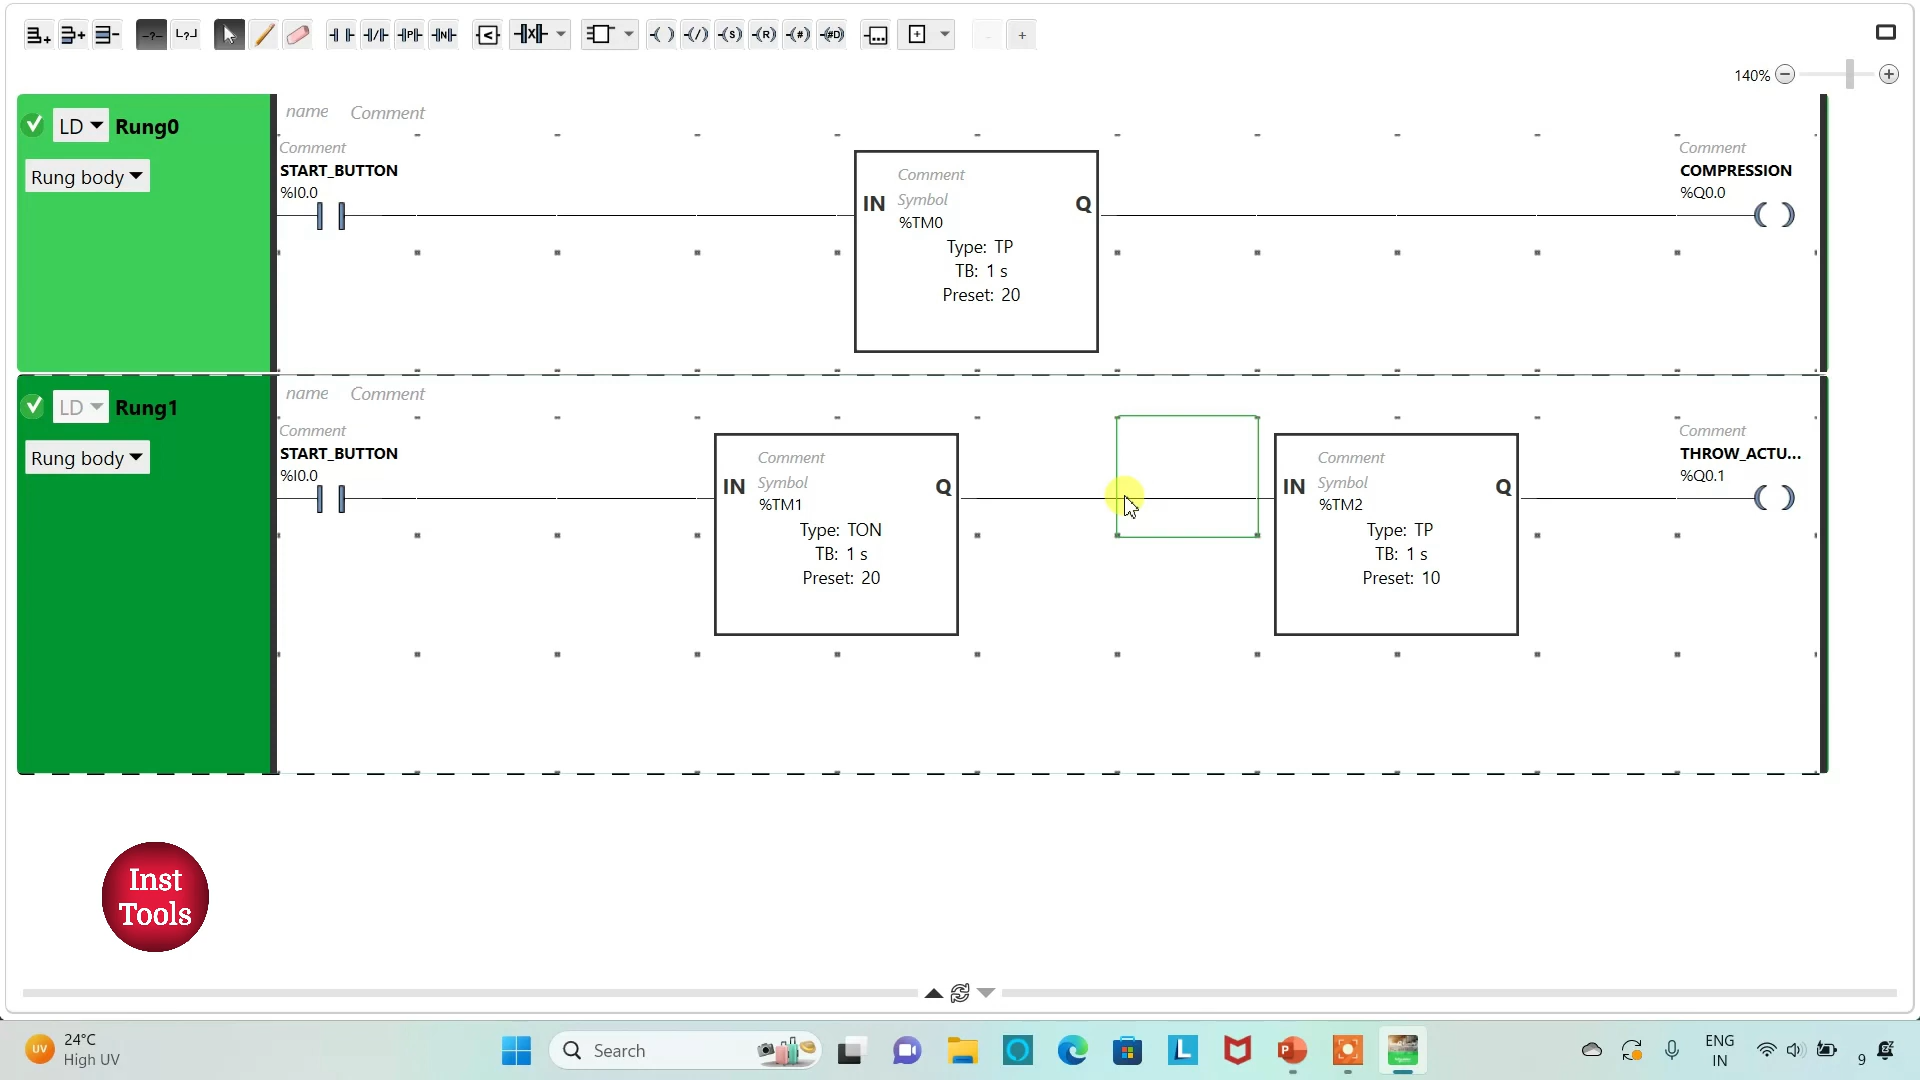 140%
LD Rung0
name Comment
Rung body
Comment
START_BUTTON
%I0.0
Comment
IN Symbol Q
%TM0
Type: TP
TB: 1 s
Preset: 20
Comment
COMPRESSION
%Q0.0
LD Rung1
name Comment
Rung body
Comment
START_BUTTON
%I0.0
Comment
IN Symbol Q
%TM1
Type: TON
TB: 1 s
Preset: 20
Comment
IN Symbol Q
%TM2
Type: TP
TB: 1 s
Preset: 10
Comment
THROW_ACTU...
%Q0.1
Inst
Tools
UV
24°C
High UV
Search
ENG
IN
9